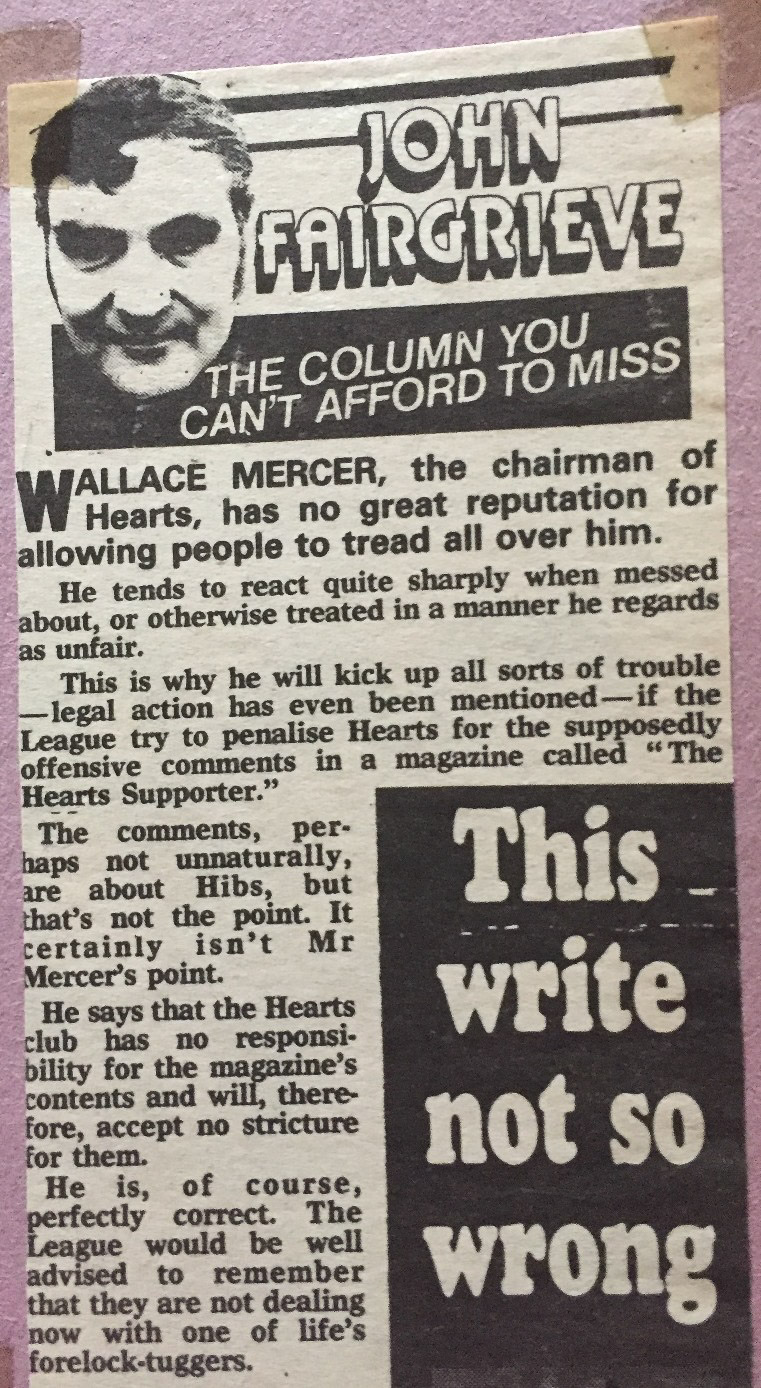 JOHN
FAIRGRIEVE
THE COLUMN YOU
CAN'T AFFORD TO MISS
WALLACE MERCER, the chairman of
Hearts, has no great reputation for
allowing people to tread all over him.
He tends to react quite sharply when messed
about, or otherwise treated in a manner he regards
as unfair.
This is why he will kick up all sorts of trouble
—legal action has even been mentioned—if the
League try to penalise Hearts for the supposedly
offensive comments in a magazine called “The
Hearts Supporter.”
The comments, per-
haps not unnaturally,
are about Hibs, but
that's not the point. It
certainly isn't Mr
Mercer's point.
He says that the Hearts
club has no responsi-
bility for the magazine's
contents and will, there-
fore, accept no stricture
for them.
He is, of course,
perfectly correct. The
League would be well
advised to remember
that they are not dealing
now with one of life's
forelock-tuggers.
This
write
not so
wrong